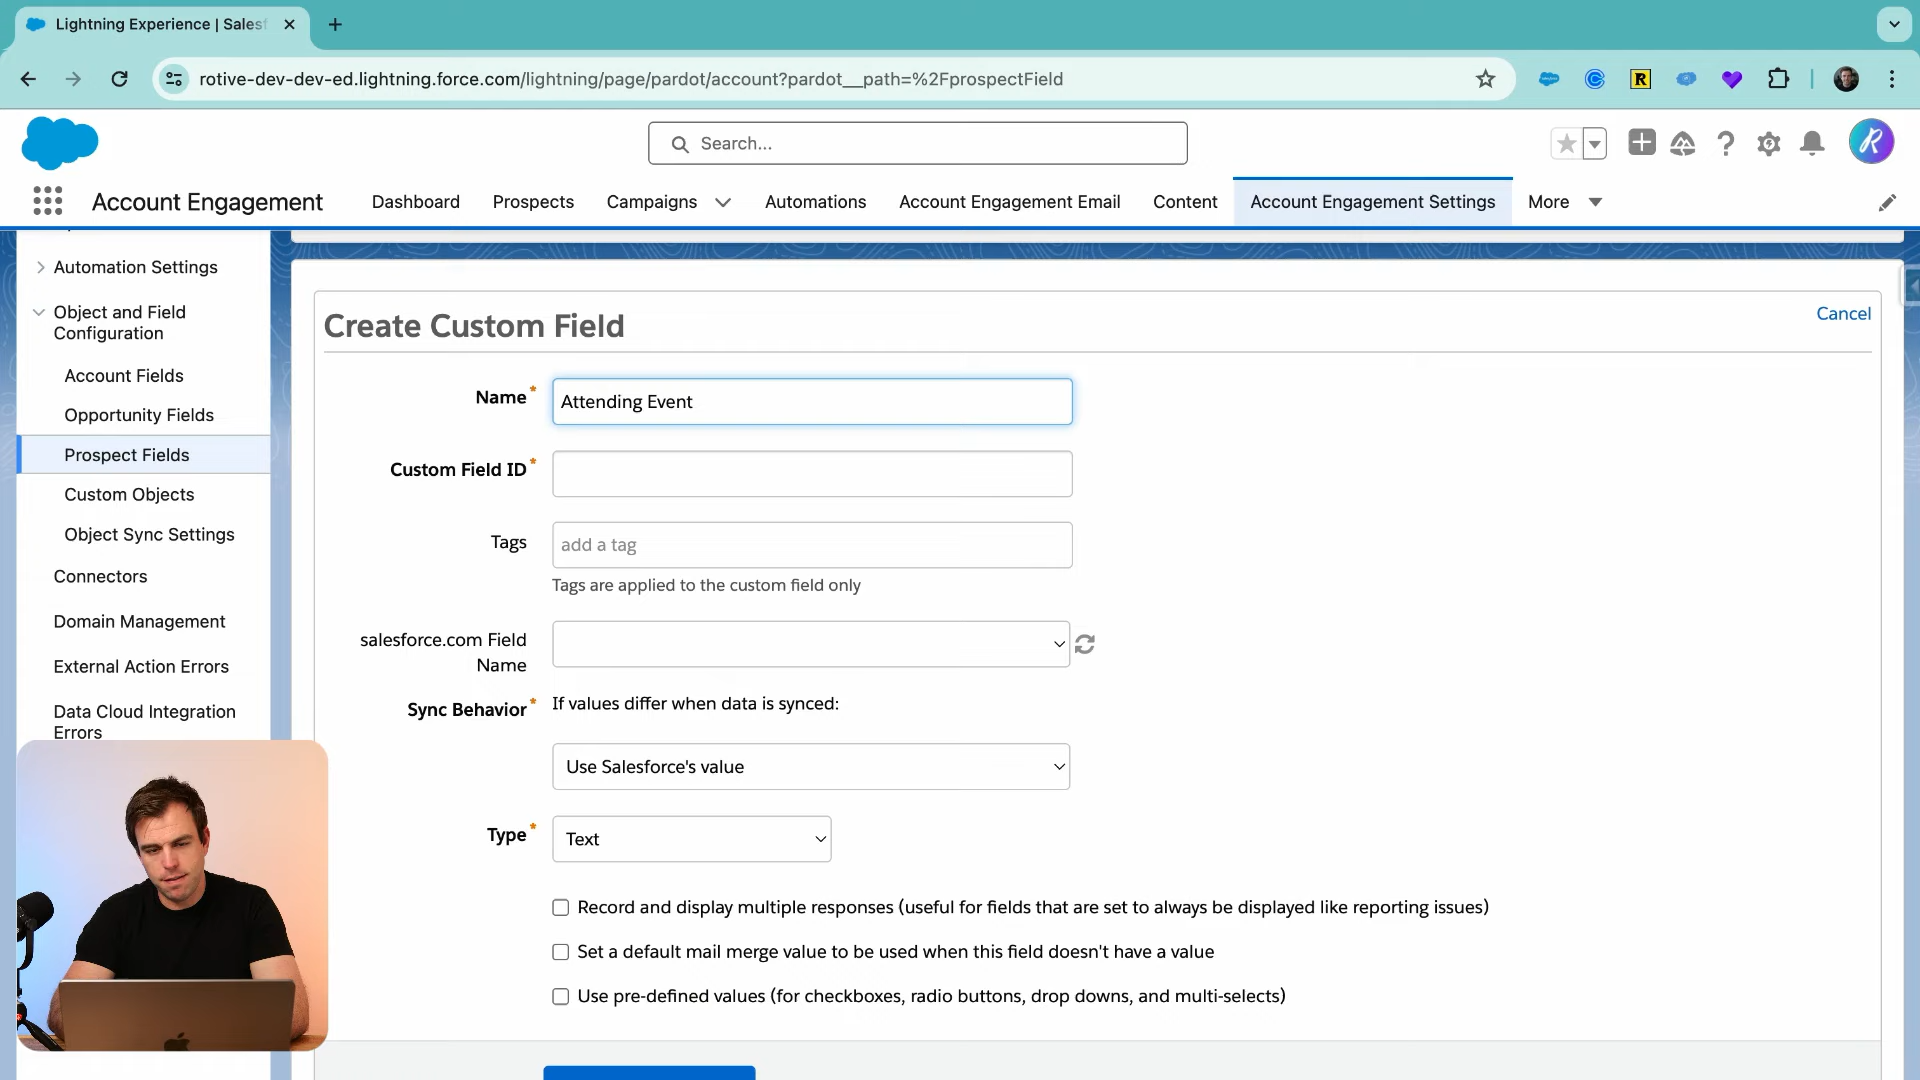 Lightning Experience | Salesf
rotive-dev-dev-ed.lightning.force.com/lightning/page/pardot/account?pardot__path=%2FprospectField
Search...
Account Engagement
Dashboard
Prospects
Campaigns
Automations
Account Engagement Email
Content
Account Engagement Settings
More
Automation Settings
Object and Field
Configuration
Account Fields
Opportunity Fields
Prospect Fields
Custom Objects
Object Sync Settings
Connectors
Domain Management
External Action Errors
Data Cloud Integration
Errors
Create Custom Field
Cancel
Name *
Attending Event
Custom Field ID *
Tags
add a tag
Tags are applied to the custom field only
salesforce.com Field
Name
Sync Behavior *
If values differ when data is synced:
Use Salesforce's value
Type *
Text
Record and display multiple responses (useful for fields that are set to always be displayed like reporting issues)
Set a default mail merge value to be used when this field doesn't have a value
Use pre-defined values (for checkboxes, radio buttons, drop downs, and multi-selects)